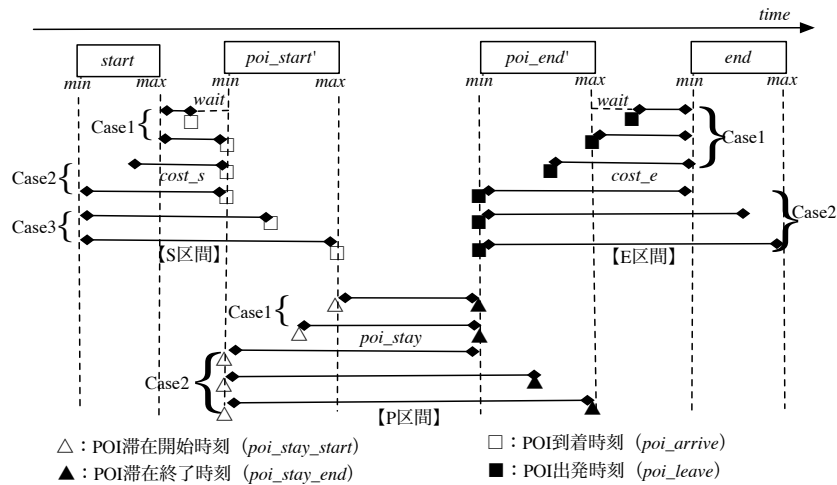 time
start poi_start' poi_end' end
min max min max min max min max
wait wait
Case1 Case1
Case2 cost_s cost_e
Case2
Case3
【S区間】 【E区間】
Case1
poi_stay
Case2
【P区間】
△：POI滞在開始時刻（poi_stay_start） □：POI到着時刻（poi_arrive）
▲：POI滞在終了時刻（poi_stay_end） ■：POI出発時刻（poi_leave）